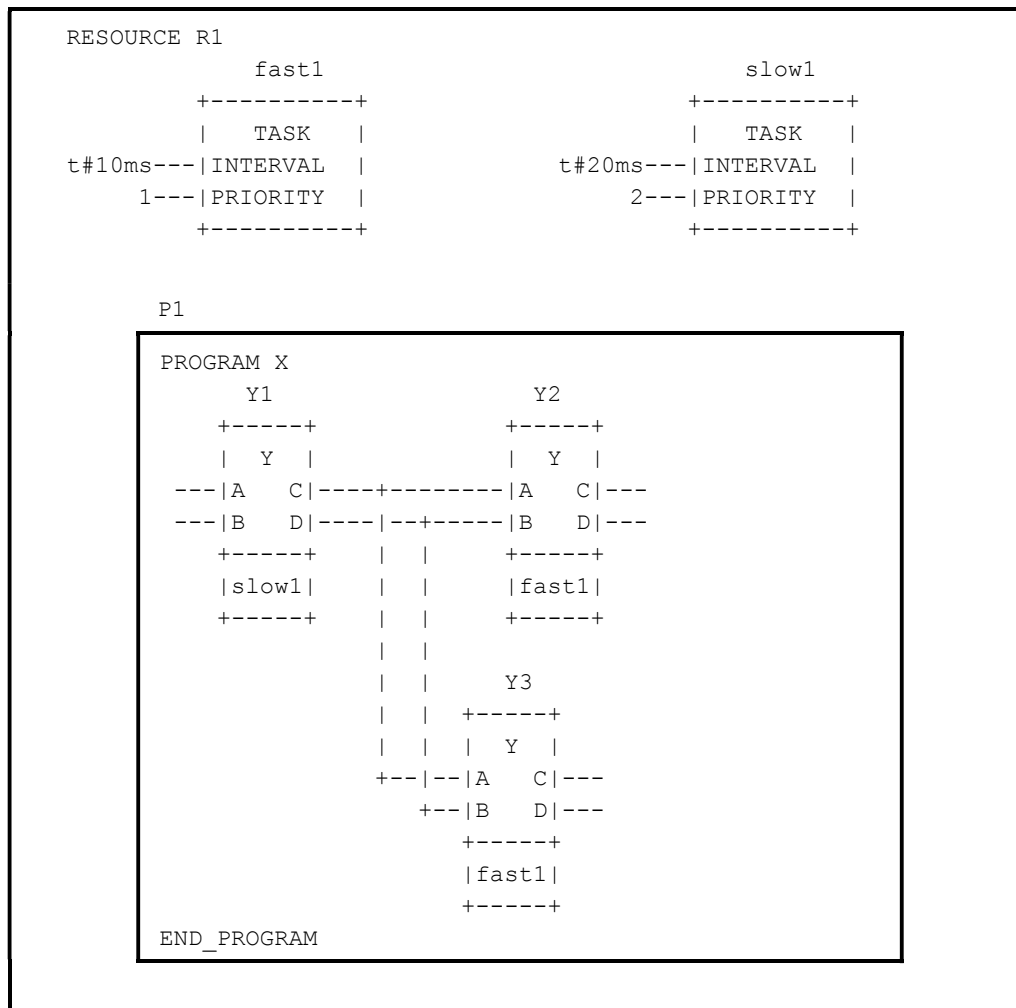 RESOURCE R1
             fast1                            slow1
         +----------+                      +----------+
         |   TASK   |                      |   TASK   |
t#10ms---|INTERVAL  |            t#20ms---|INTERVAL  |
     1---|PRIORITY  |                 2---|PRIORITY  |
         +----------+                      +----------+
P1
PROGRAM X
      Y1                  Y2
    +-----+             +-----+
    |  Y  |             |  Y  |
 ---|A   C|----+--------|A   C|---
 ---|B   D|----|--+-----|B   D|---
    +-----+    |  |     +-----+
    |slow1|    |  |     |fast1|
    +-----+    |  |     +-----+
               |  |
               |  |     Y3
               |  |  +-----+
               |  |  |  Y  |
               +--|--|A   C|---
                  +--|B   D|---
                     +-----+
                     |fast1|
                     +-----+
END_PROGRAM